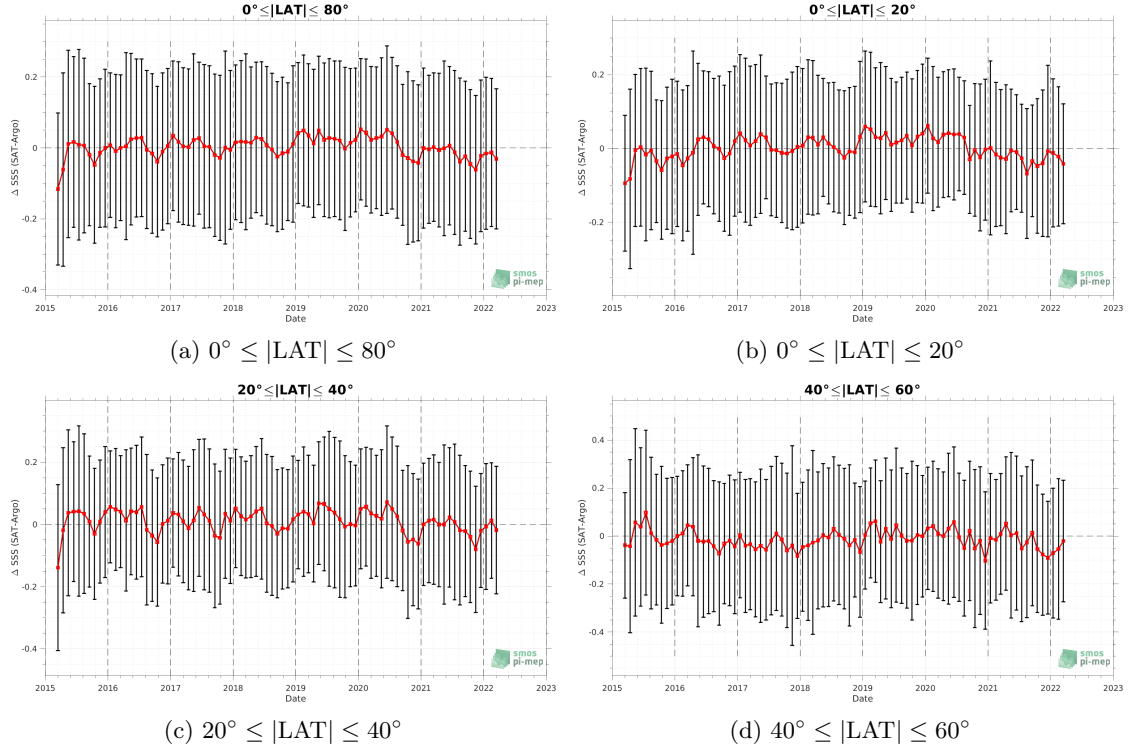 0°≤|LAT|≤ 80°
Δ SSS (SAT-Argo)
0.2
0
-0.2
-0.4
2015 2016 2017 2018 2019 2020 2021 2022 2023
Date
smos
pi-mep
(a) 0° ≤ |LAT| ≤ 80°
0°≤|LAT|≤ 20°
Δ SSS (SAT-Argo)
0.2
0
-0.2
2015 2016 2017 2018 2019 2020 2021 2022 2023
Date
smos
pi-mep
(b) 0° ≤ |LAT| ≤ 20°
20°≤|LAT|≤ 40°
Δ SSS (SAT-Argo)
0.2
0
-0.2
-0.4
2015 2016 2017 2018 2019 2020 2021 2022 2023
Date
smos
pi-mep
(c) 20° ≤ |LAT| ≤ 40°
40°≤|LAT|≤ 60°
Δ SSS (SAT-Argo)
0.4
0.2
0
-0.2
-0.4
2015 2016 2017 2018 2019 2020 2021 2022 2023
Date
smos
pi-mep
(d) 40° ≤ |LAT| ≤ 60°